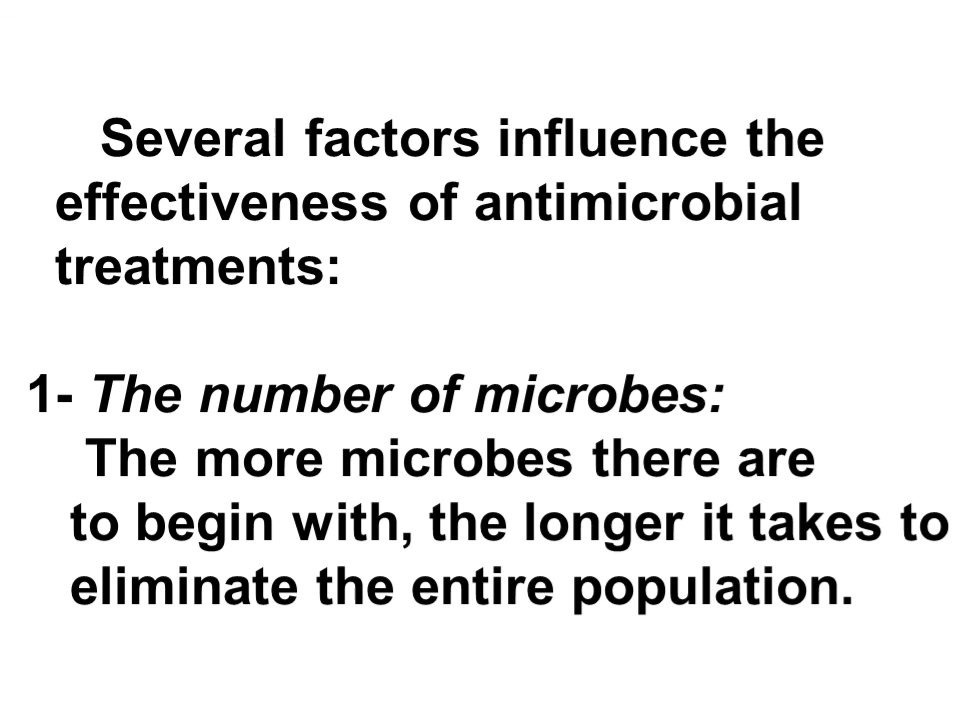 Several factors influence the
effectiveness of antimicrobial
treatments:
1- The number of microbes:
The more microbes there are
to begin with, the longer it takes to
eliminate the entire population.